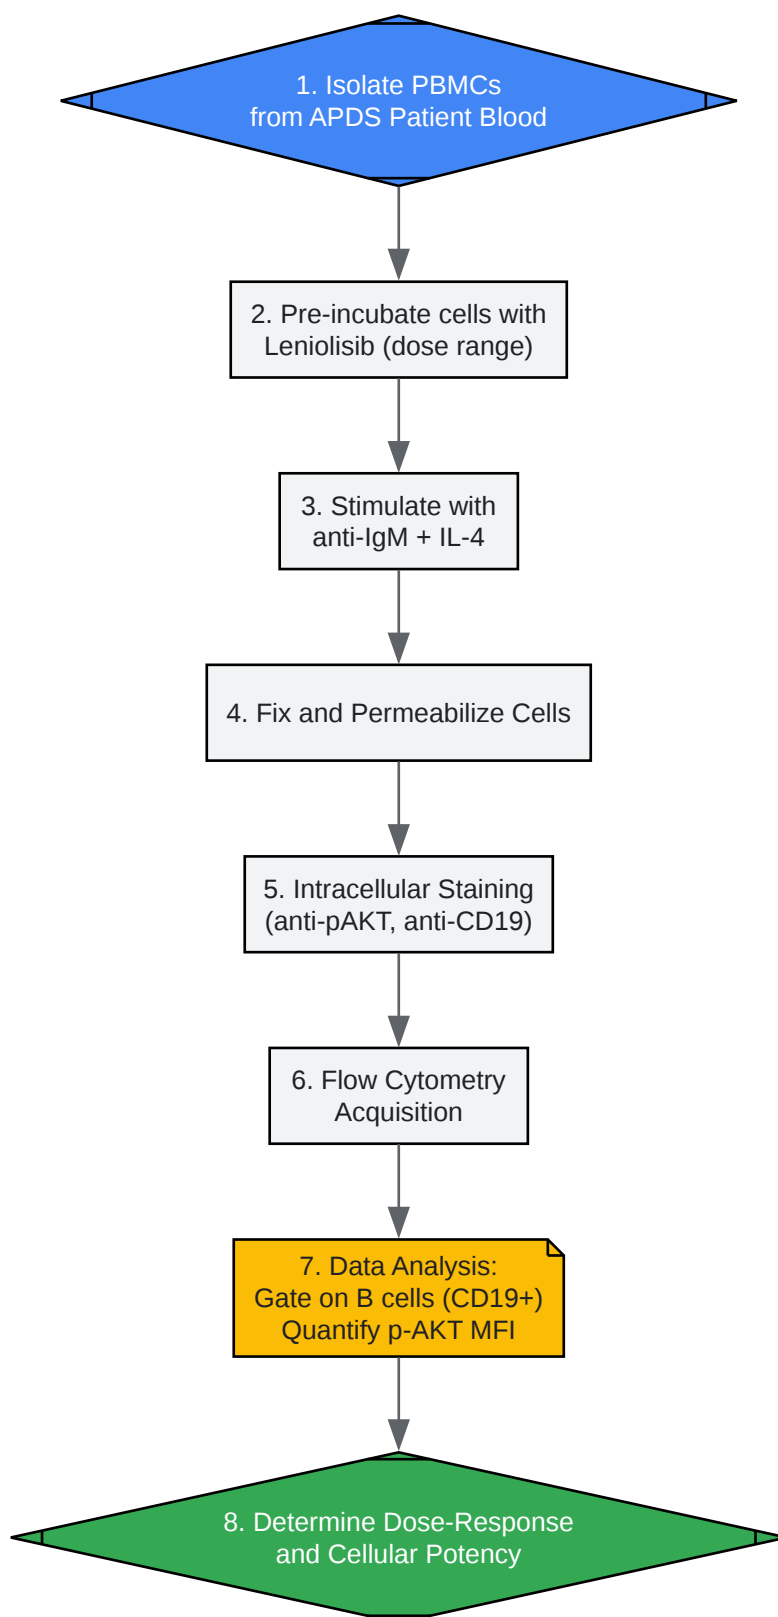 1. Isolate PBMCs
from APDS Patient Blood
2. Pre-incubate cells with
Leniolisib (dose range)
3. Stimulate with
anti-IgM + IL-4
4. Fix and Permeabilize Cells
5. Intracellular Staining
(anti-pAKT, anti-CD19)
6. Flow Cytometry
Acquisition
7. Data Analysis:
Gate on B cells (CD19+)
Quantify p-AKT MFI
8. Determine Dose-Response
and Cellular Potency